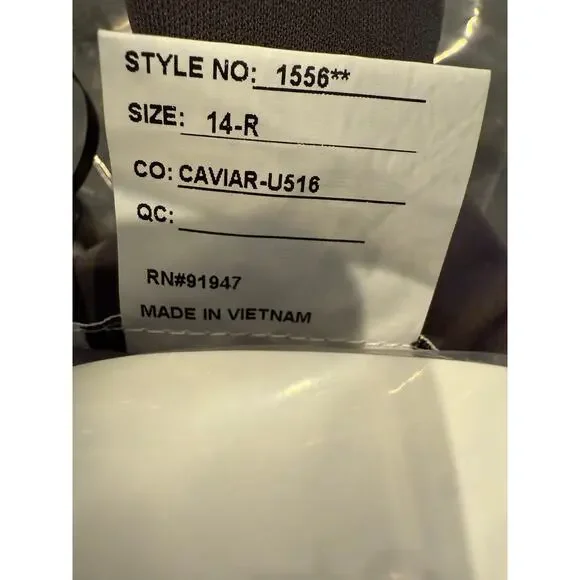 STYLE NO: 1556**
SIZE: 14-R
CO: CAVIAR-U516
QC:
RN#91947
MADE IN VIETNAM